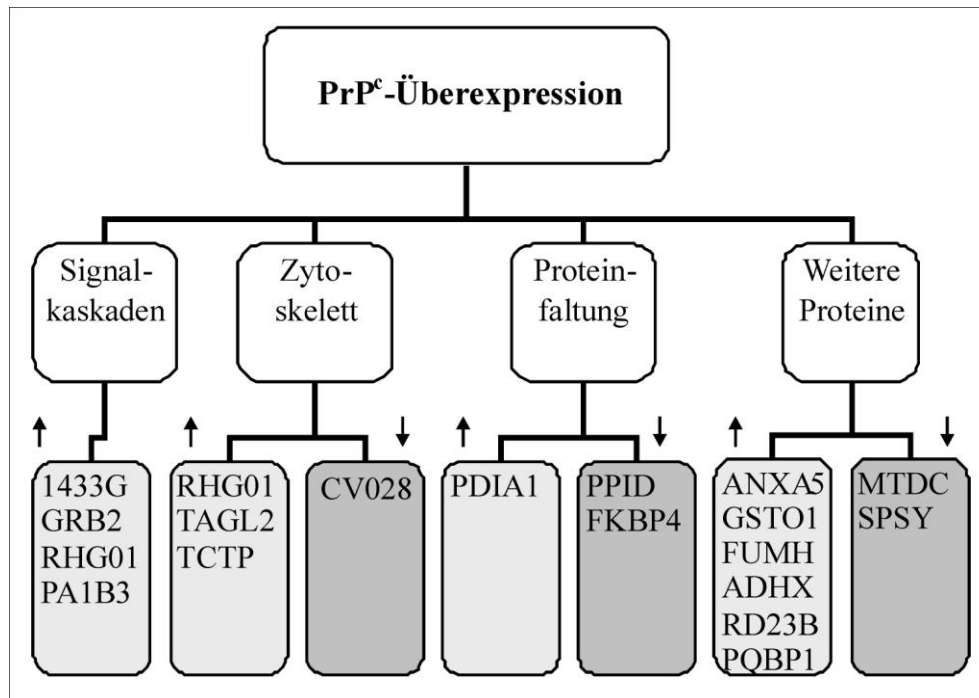 PrPᶜ-Überexpression
Signal-
kaskaden
Zyto-
skelett
Protein-
faltung
Weitere
Proteine
1433G
GRB2
RHG01
PA1B3
RHG01
TAGL2
TCTP
CV028
PDIA1
PPID
FKBP4
ANXA5
GSTO1
FUMH
ADHX
RD23B
PQBP1
MTDC
SPSY